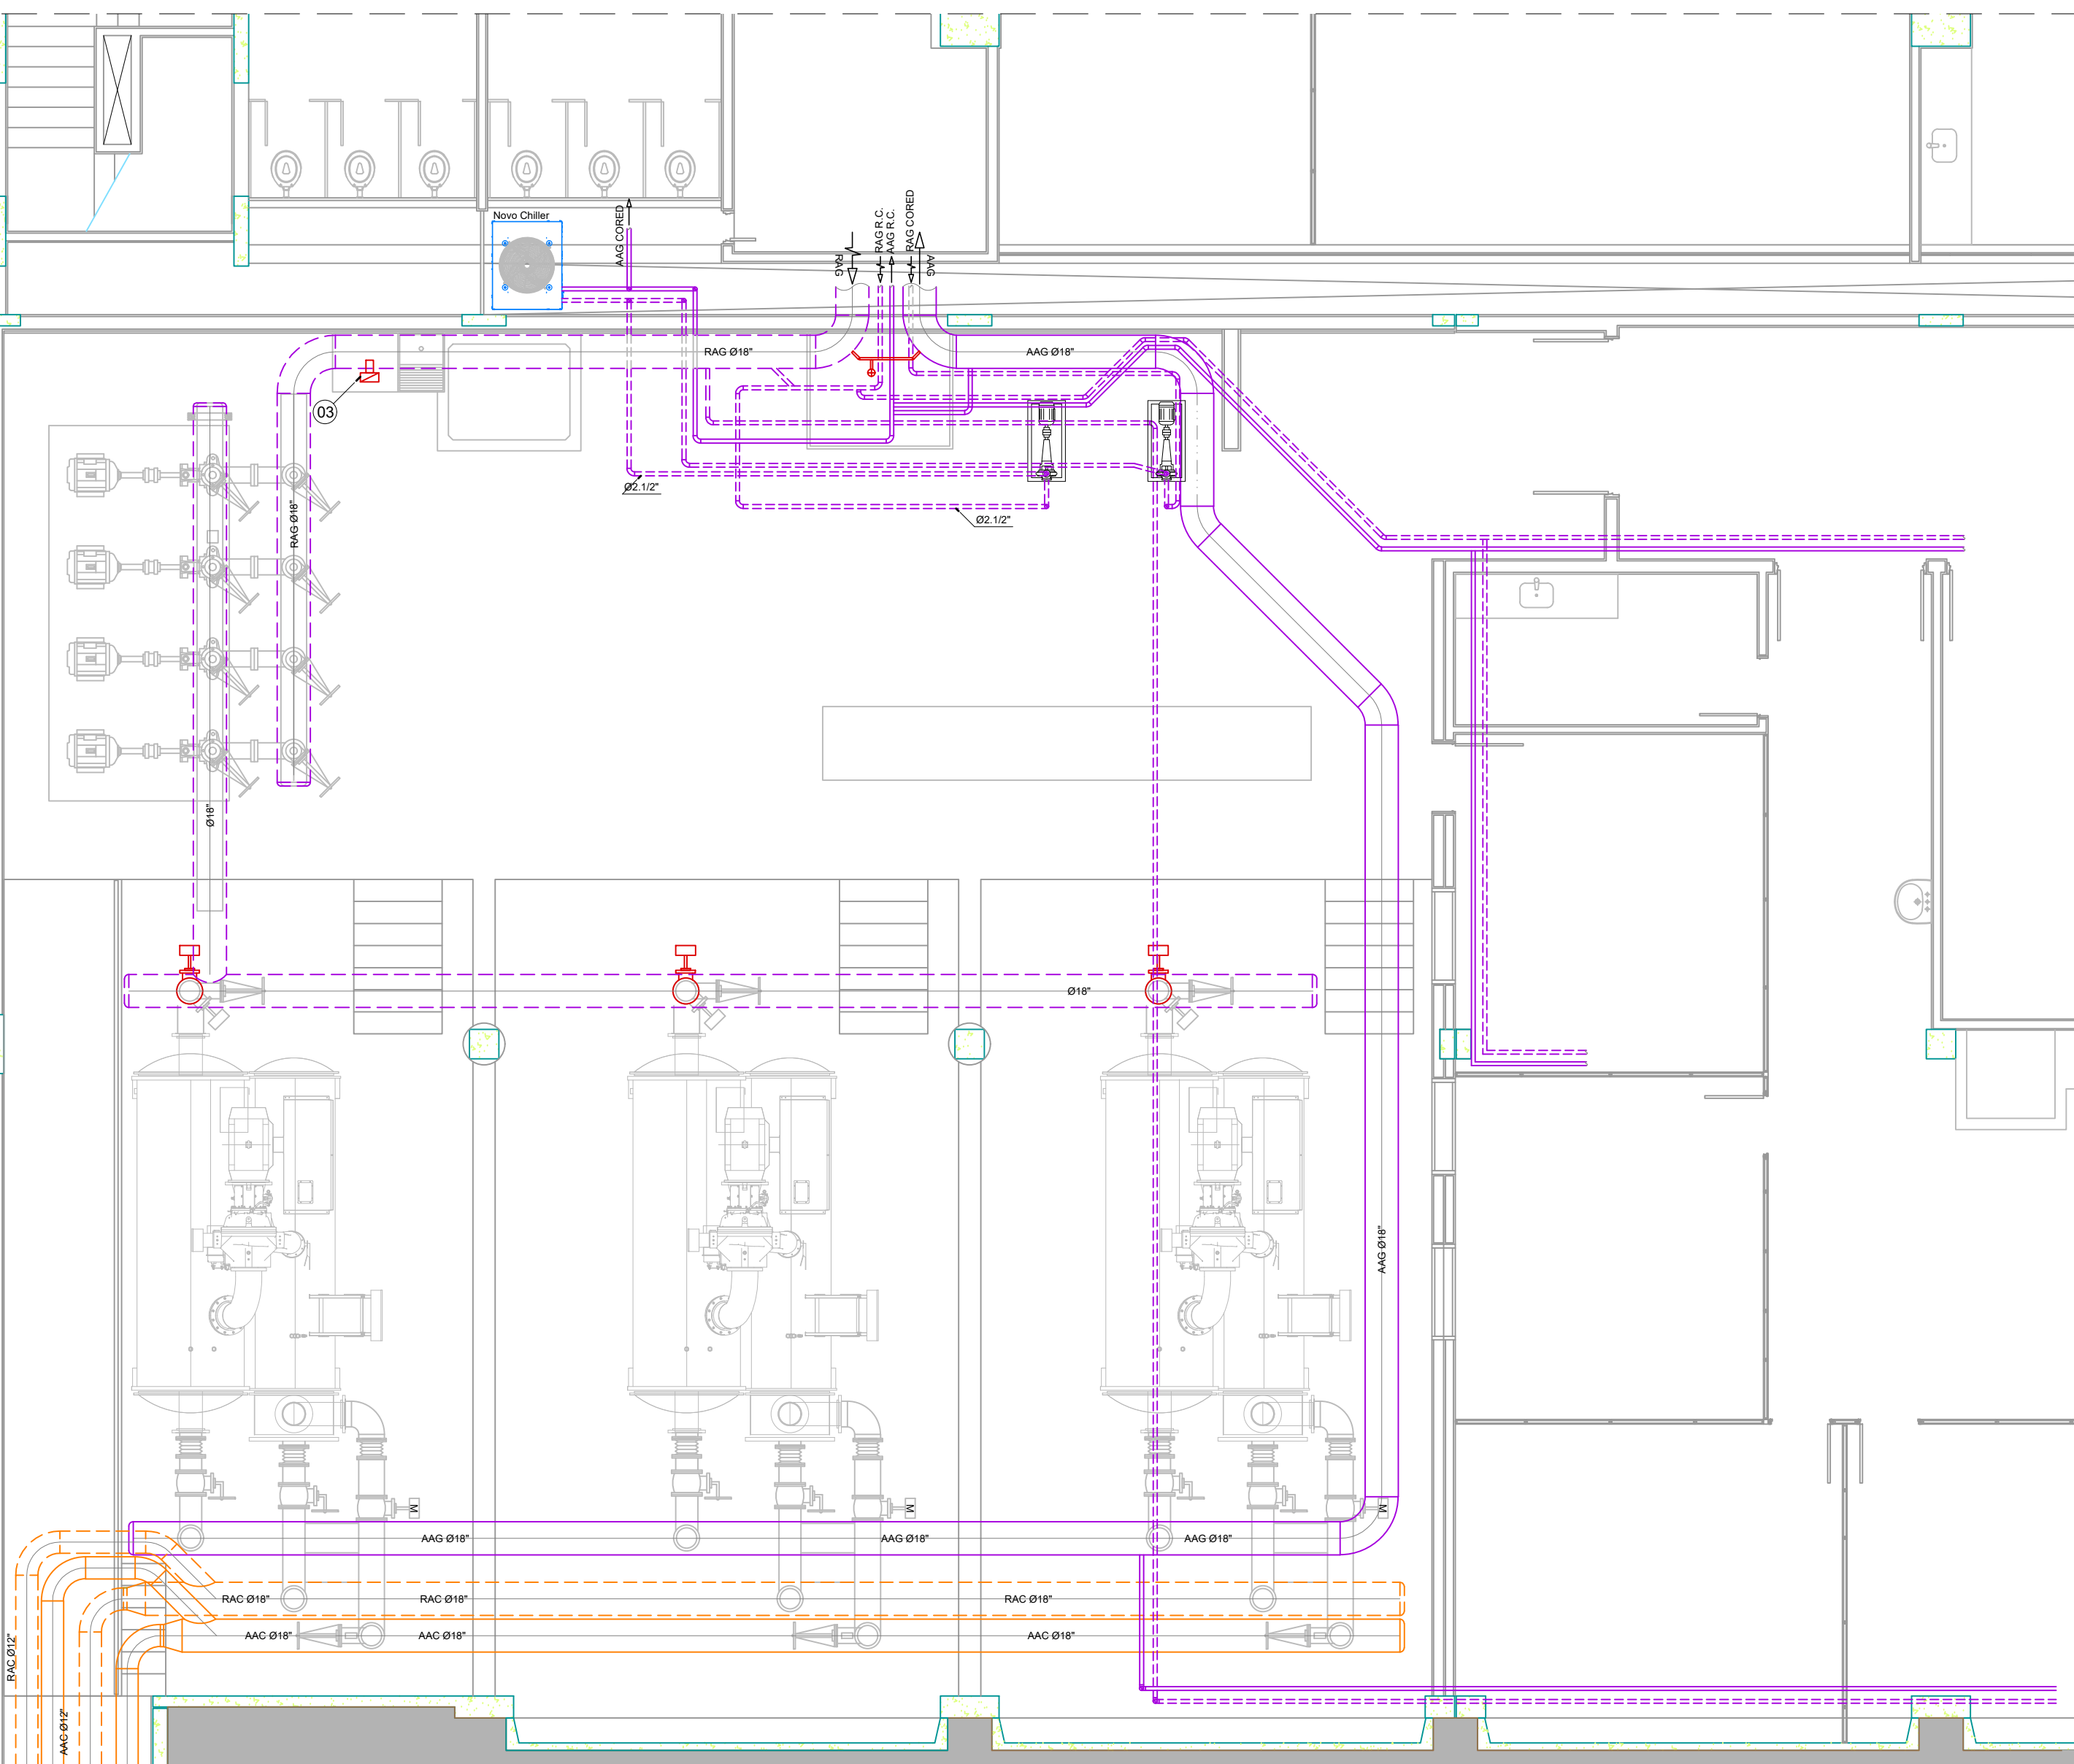 Novo Chiller
AAG CORED
RAG
RAG R.C.
AAG R.C.
RAG CORED
AAG
RAG Ø18"
AAG Ø18"
03
Ø2.1/2"
Ø2.1/2"
RAG Ø18"
Ø18"
Ø18"
AAG Ø18"
M
M
M
AAG Ø18"
AAG Ø18"
AAG Ø18"
RAC Ø18"
RAC Ø18"
RAC Ø18"
AAC Ø18"
AAC Ø18"
AAC Ø18"
RAC Ø12"
AAC Ø12"